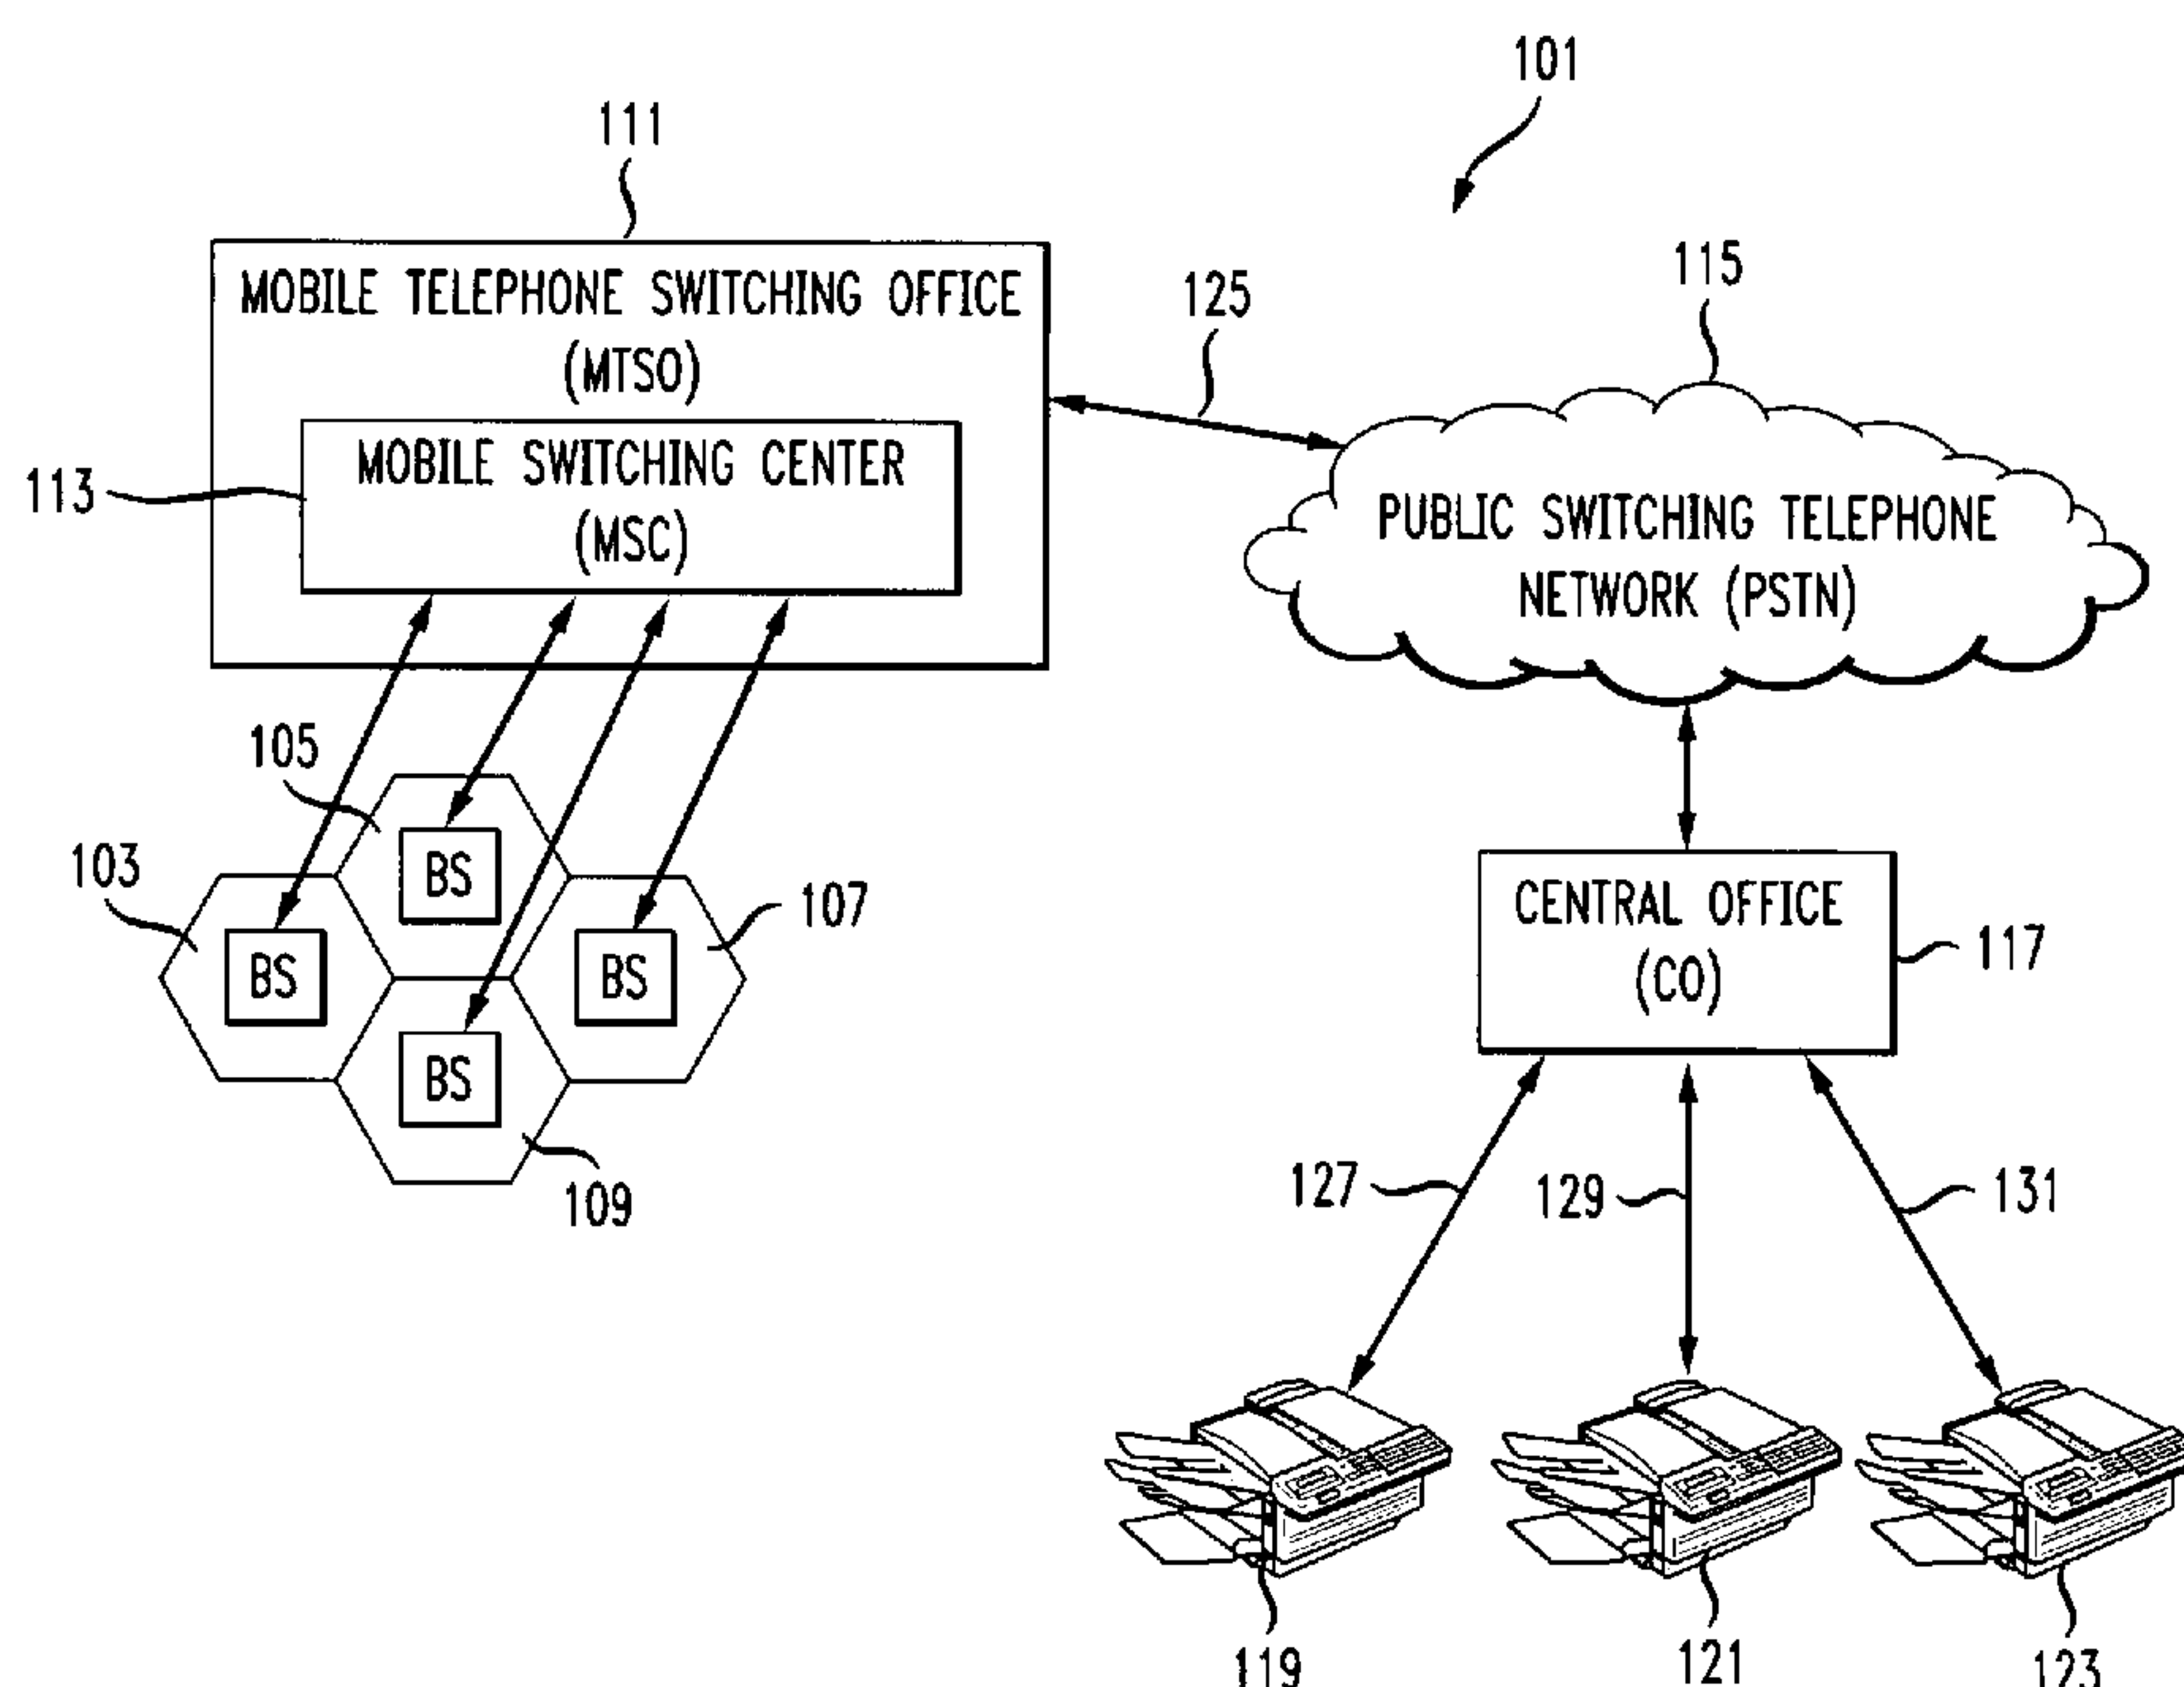 101
111
MOBILE TELEPHONE SWITCHING OFFICE
(MTSO)
125
115
113
MOBILE SWITCHING CENTER
(MSC)
PUBLIC SWITCHING TELEPHONE
NETWORK (PSTN)
105
103
BS
107
BS
BS
BS
109
CENTRAL OFFICE
(CO)
117
127
129
131
119
121
123